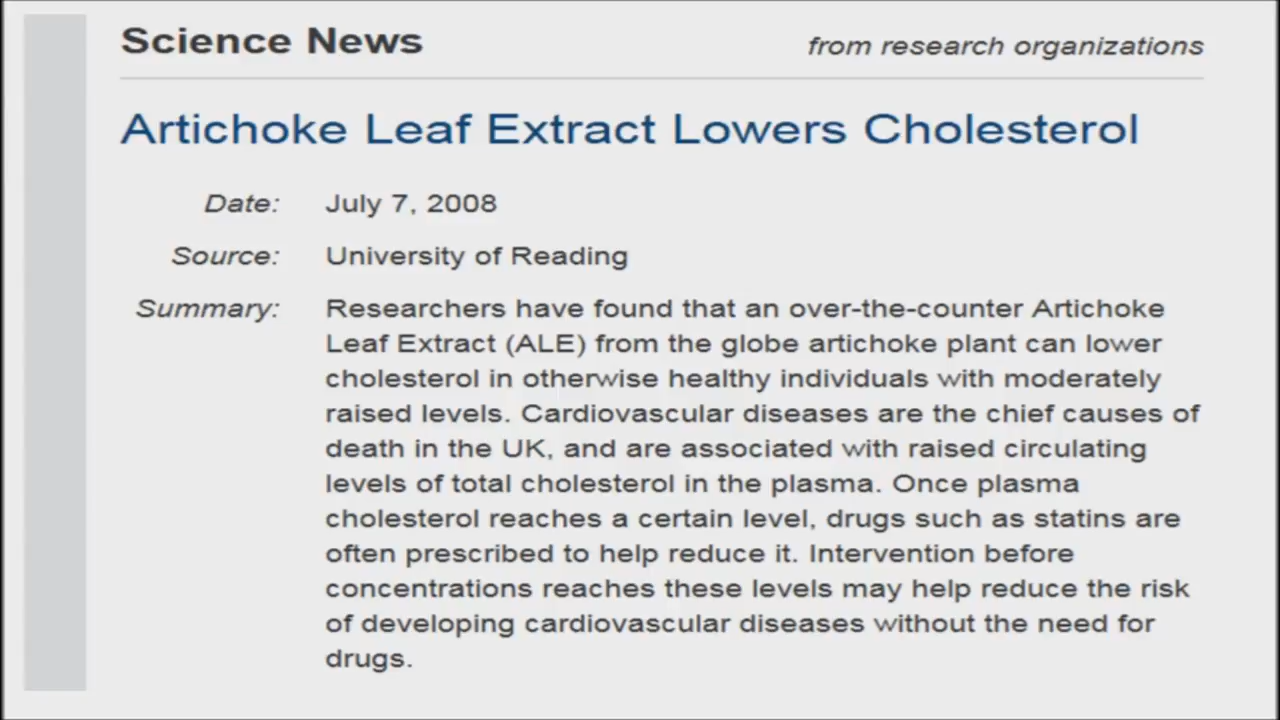 Science News
from research organizations
Artichoke Leaf Extract Lowers Cholesterol
Date: July 7, 2008
Source: University of Reading
Summary: Researchers have found that an over-the-counter Artichoke
Leaf Extract (ALE) from the globe artichoke plant can lower
cholesterol in otherwise healthy individuals with moderately
raised levels. Cardiovascular diseases are the chief causes of
death in the UK, and are associated with raised circulating
levels of total cholesterol in the plasma. Once plasma
cholesterol reaches a certain level, drugs such as statins are
often prescribed to help reduce it. Intervention before
concentrations reaches these levels may help reduce the risk
of developing cardiovascular diseases without the need for
drugs.